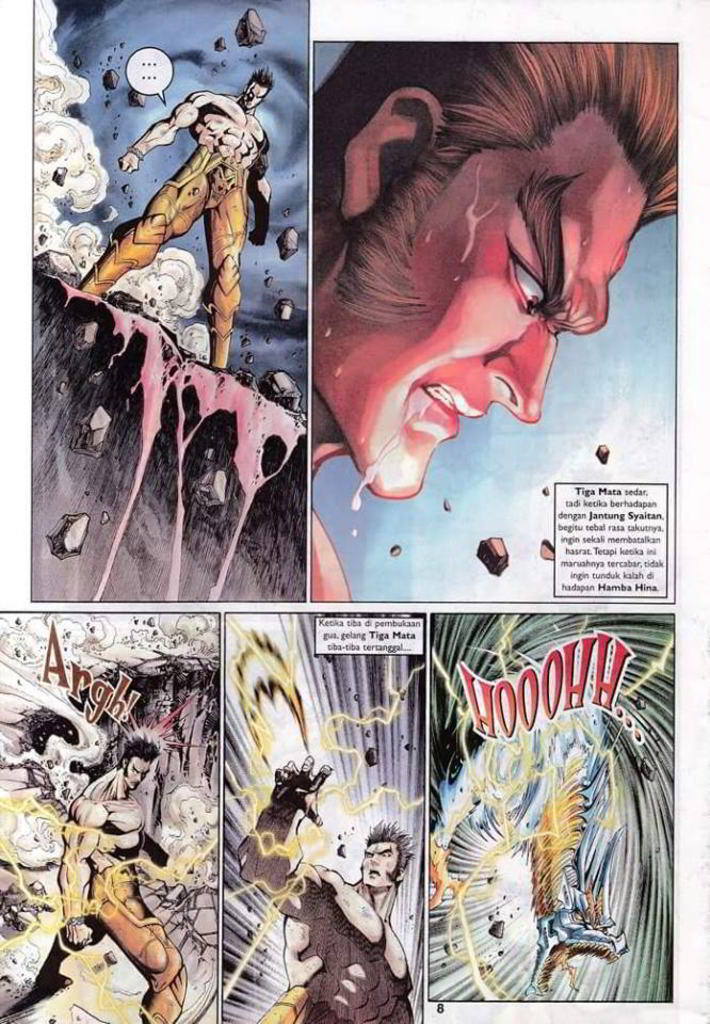 ... ...
Tiga Mata sedar,
tadi ketika berhadapan
dengan Jantung Syaitan,
begitu tebal rasa takutnya,
ingin sekali membatalkan
hasrat. Tetapi ketika ini
maruahnya tercabar, tidak
ingin tunduk kalah di
hadapan Hamba Hina.
Argh!
Ketika tiba di pembukaan
gua, gelang Tiga Mata
tiba-tiba tertanggal....
HOOOHH...
8